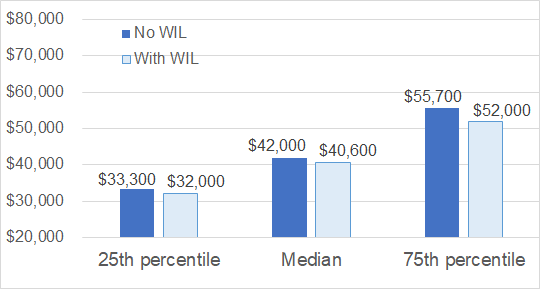 $80,000
$70,000
$60,000
$50,000
$40,000
$30,000
$20,000
No WIL
With WIL
$33,300
$32,000
$42,000
$40,600
$55,700
$52,000
25th percentile
Median
75th percentile